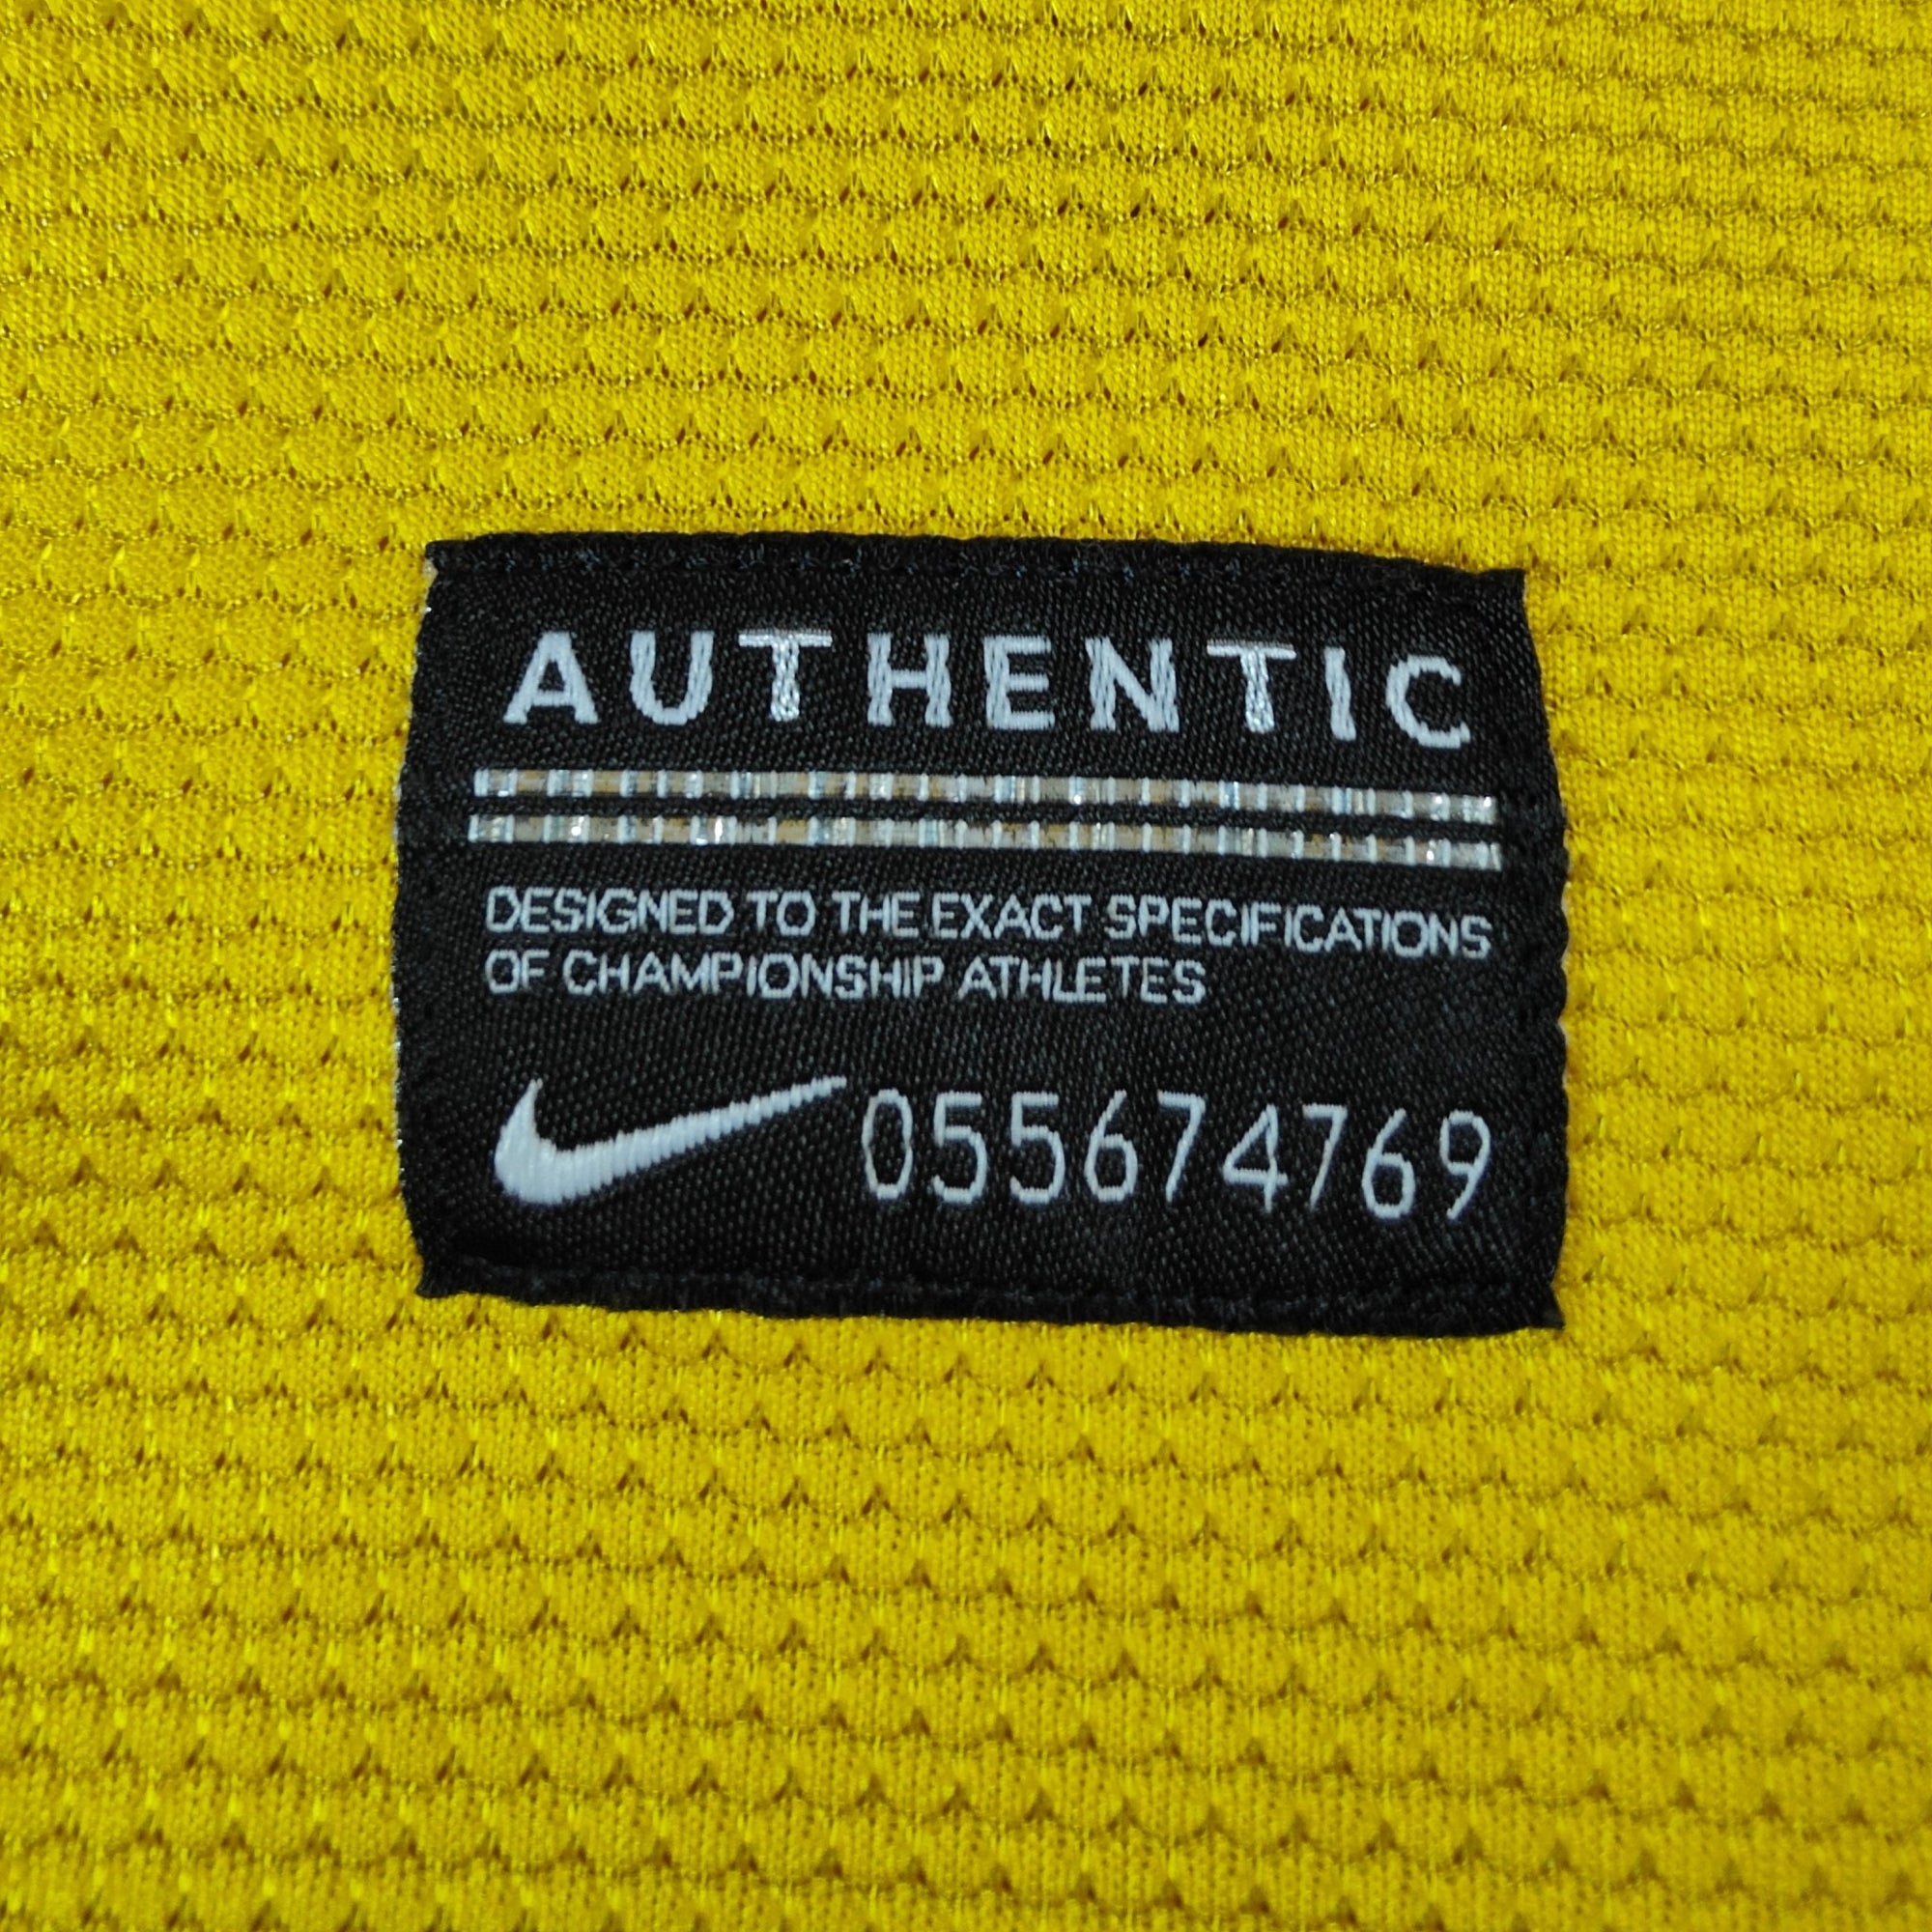 AUTHENTIC
DESIGNED TO THE EXACT SPECIFICATIONS
OF CHAMPIONSHIP ATHLETES
055674769